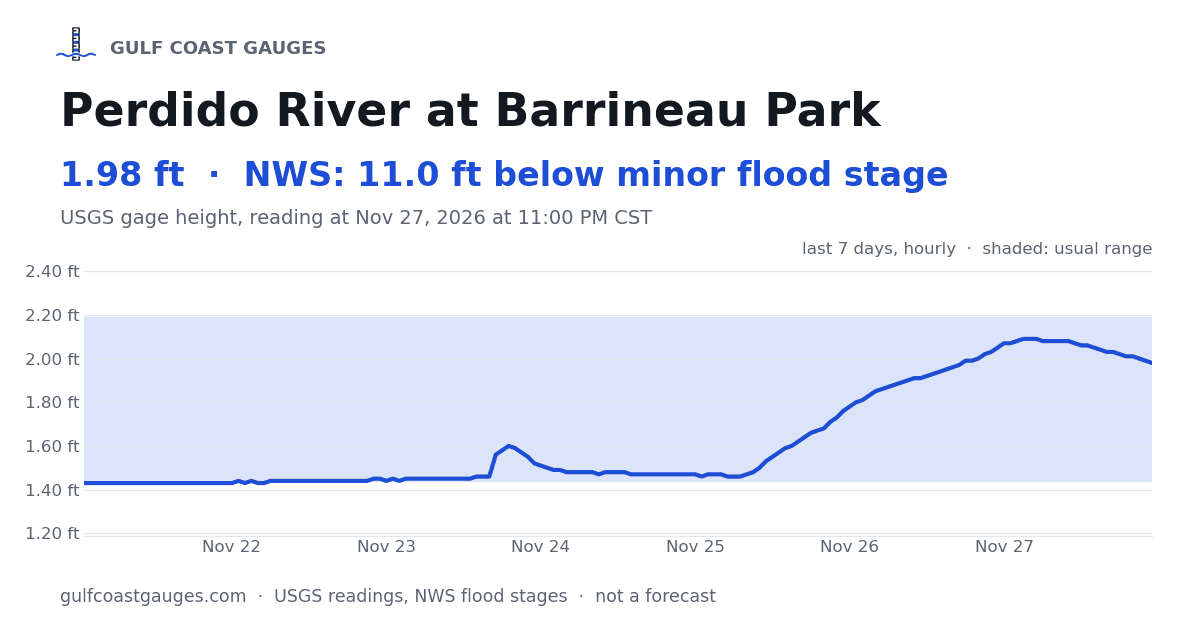 GULF COAST GAUGES
Perdido River at Barrineau Park
1.98 ft · NWS: 11.0 ft below minor flood stage
USGS gage height, reading at Nov 27, 2026 at 11:00 PM CST
last 7 days, hourly · shaded: usual range
2.40 ft
2.20 ft
2.00 ft
1.80 ft
1.60 ft
1.40 ft
1.20 ft
Nov 22 Nov 23 Nov 24 Nov 25 Nov 26 Nov 27
gulfcoastgauges.com · USGS readings, NWS flood stages · not a forecast